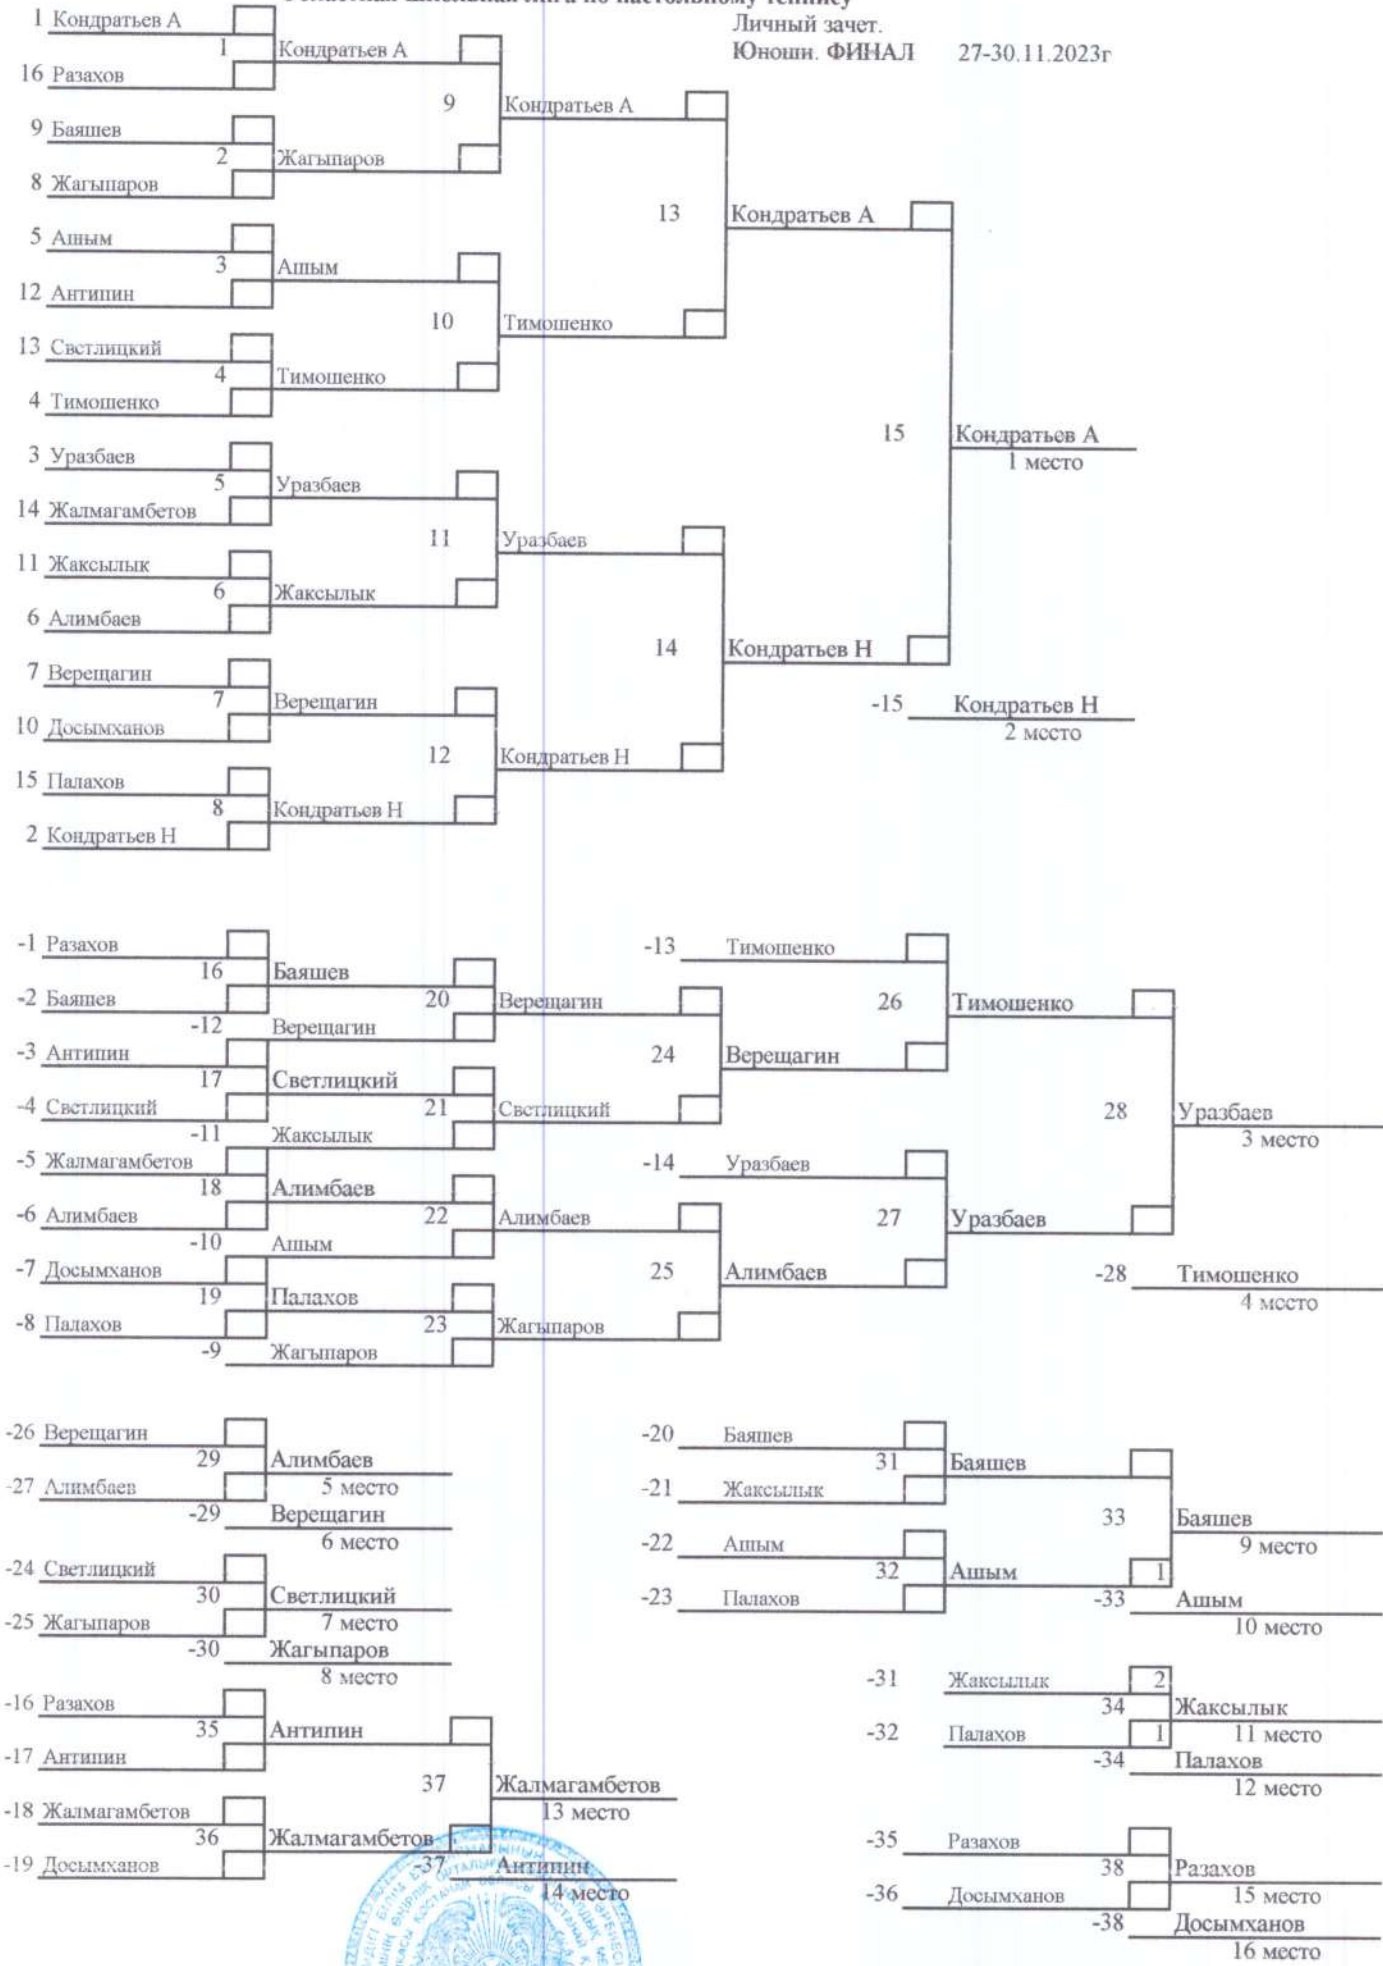 Областная школьная лига по настольному теннису
Личный зачет.
Юноши. ФИНАЛ 27-30.11.2023г
1 Кондратьев А
1 Кондратьев А
16 Разахов
9 Кондратьев А
9 Баяшев
2 Жагыпаров
8 Жагыпаров
13 Кондратьев А
5 Ашым
3 Ашым
12 Антипин
10 Тимошенко
13 Светлицкий
4 Тимошенко
4 Тимошенко
15 Кондратьев А
1 место
3 Уразбаев
5 Уразбаев
14 Жалмагамбетов
11 Уразбаев
11 Жаксылык
6 Жаксылык
6 Алимбаев
14 Кондратьев Н
7 Верещагин
7 Верещагин
-15 Кондратьев Н
10 Досымханов
2 место
12 Кондратьев Н
15 Палахов
8 Кондратьев Н
2 Кондратьев Н
-1 Разахов
-13 Тимошенко
16 Баяшев
-2 Баяшев
20 Верещагин
26 Тимошенко
-12 Верещагин
-3 Антипин
24 Верещагин
17 Светлицкий
-4 Светлицкий
21 Светлицкий
28 Уразбаев
3 место
-11 Жаксылык
-5 Жалмагамбетов
-14 Уразбаев
18 Алимбаев
-6 Алимбаев
22 Алимбаев
27 Уразбаев
-10 Ашым
-7 Досымханов
25 Алимбаев
-28 Тимошенко
4 место
19 Палахов
-8 Палахов
23 Жагыпаров
-9 Жагыпаров
-26 Верещагин
29 Алимбаев
5 место
-27 Алимбаев
-29 Верещагин
6 место
-24 Светлицкий
30 Светлицкий
7 место
-25 Жагыпаров
-30 Жагыпаров
8 место
-20 Баяшев
31 Баяшев
-21 Жаксылык
33 Баяшев
9 место
-22 Ашым
32 Ашым 1
-23 Палахов
-33 Ашым
10 место
-31 Жаксылык 2
34 Жаксылык
11 место
-32 Палахов 1
-34 Палахов
12 место
-16 Разахов
35 Антипин
-17 Антипин
37 Жалмагамбетов
13 место
-18 Жалмагамбетов
36 Жалмагамбетов
-19 Досымханов
-37 Антипин
14 место
-35 Разахов
38 Разахов
15 место
-36 Досымханов
-38 Досымханов
16 место